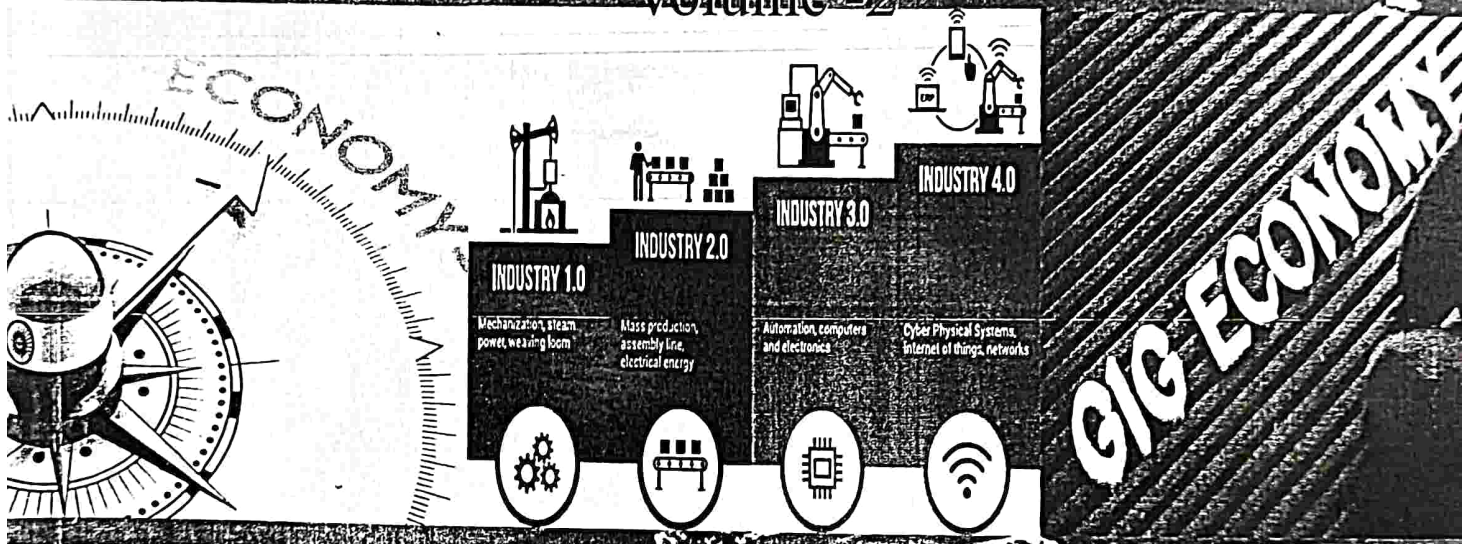 Volume -2
ECONOMY
INDUSTRY 1.0
Mechanization, steam
power, weaving loom
INDUSTRY 2.0
Mass production,
assembly line,
electrical energy
INDUSTRY 3.0
Automation, computers
and electronics
ERP
INDUSTRY 4.0
Cyber Physical Systems,
internet of things, networks
GIG ECONOMY